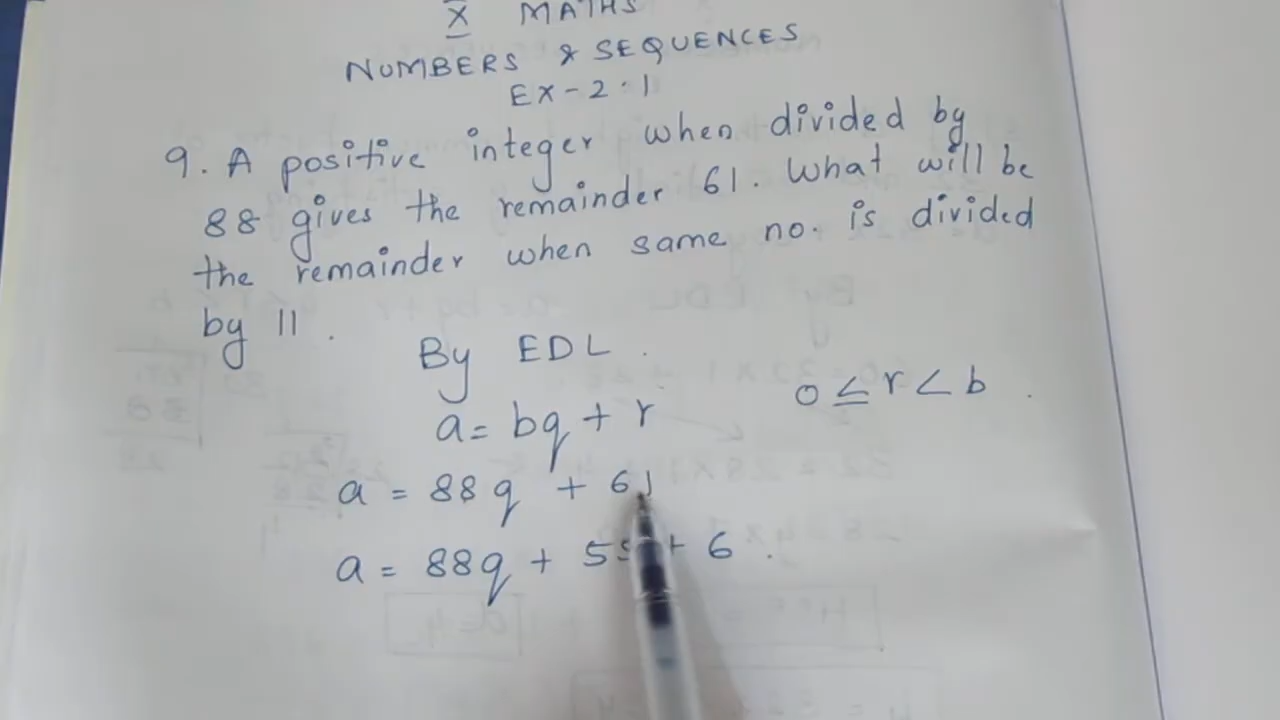 X MATHS
NUMBERS & SEQUENCES
EX-2.1
9. A positive integer when divided by
88 gives the remainder 61. What will be
the remainder when same no. is divided
by 11.
By EDL.
a = bq + r 0 ≤ r < b.
a = 88q + 61
a = 88q + 55 + 6.